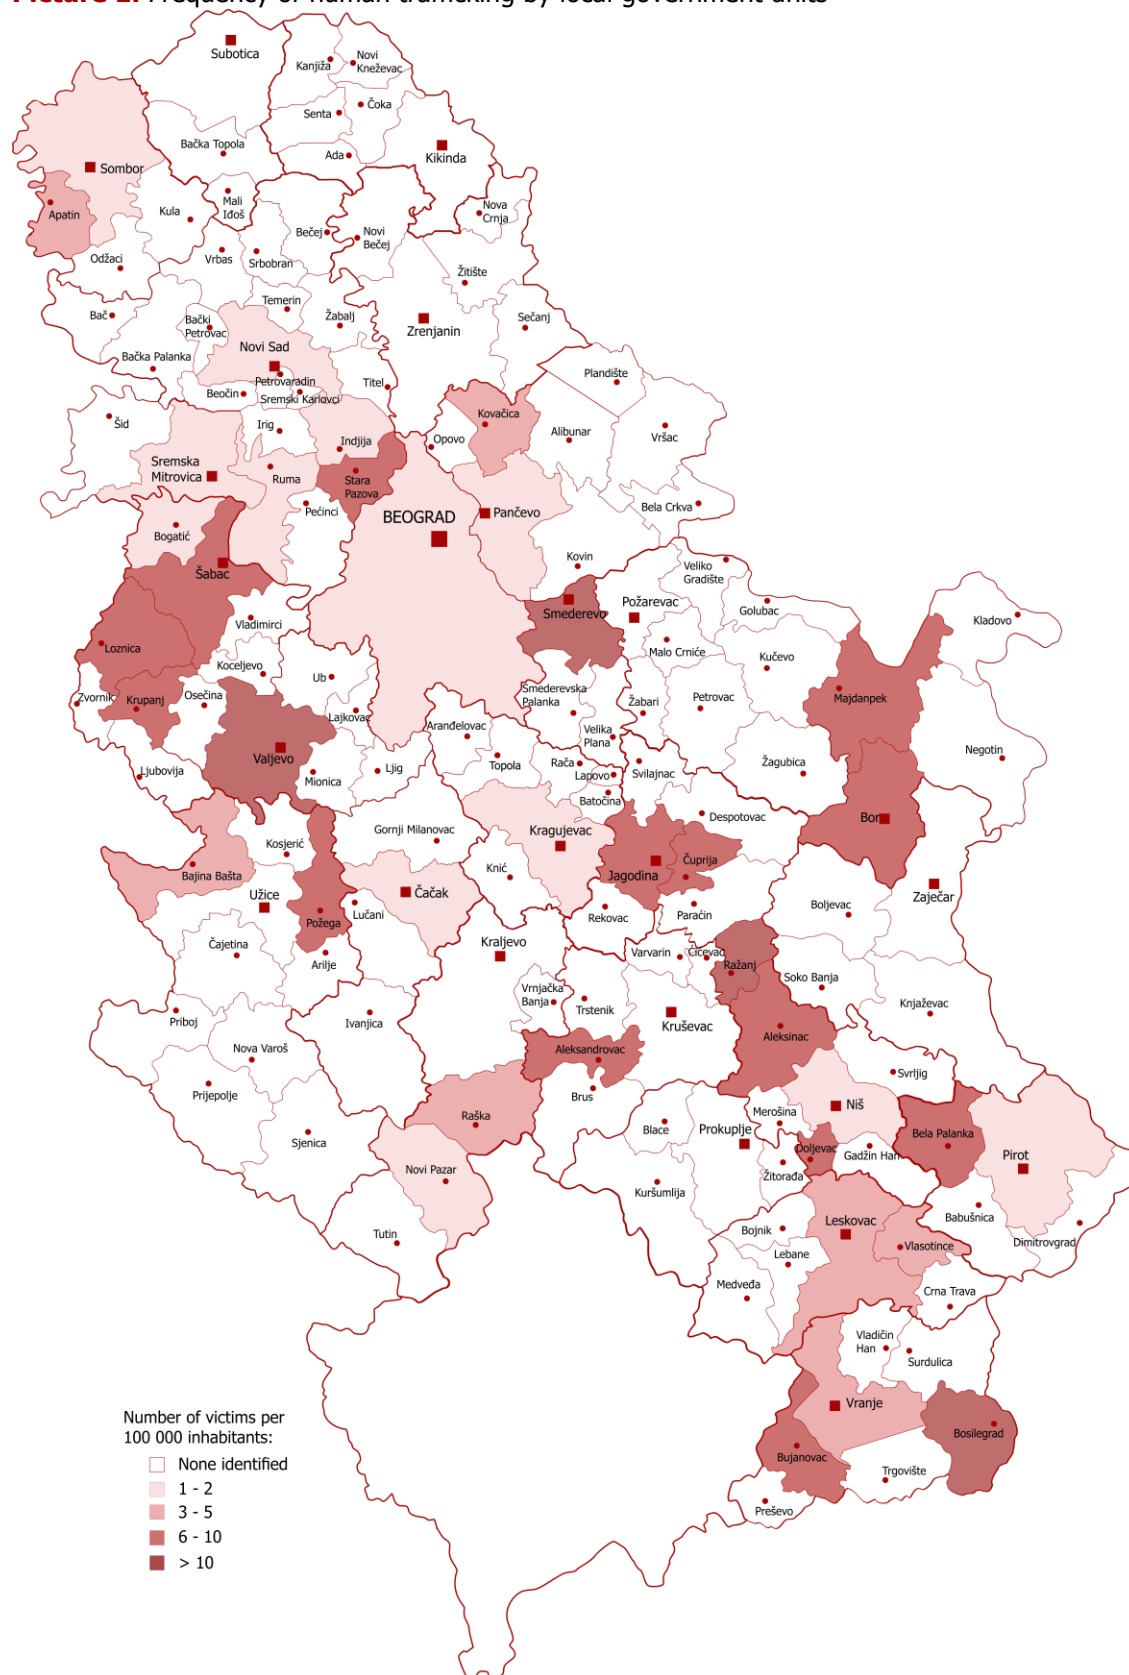 Picture 1. Frequency of human trafficking by local government units
Subotica
Kanjiža
Novi
Kneževac
Senta
Čoka
Bačka Topola
Ada
Kikinda
Sombor
Apatin
Kula
Mali
Iđoš
Nova
Crnja
Bečej
Novi
Bečej
Odžaci
Vrbas
Srbobran
Žitište
Temerin
Bač
Bački
Petrovac
Žabalj
Zrenjanin
Sečanj
Novi Sad
Bačka Palanka
Petrovaradin
Titel
Plandište
Beočin
Sremski Karlovci
Šid
Irig
Kovačica
Indjija
Opovo
Alibunar
Vršac
Sremska
Mitrovica
Ruma
Stara
Pazova
Pećinci
BEOGRAD
Pančevo
Bela Crkva
Bogatić
Šabac
Kovin
Veliko
Gradište
Smederevo
Požarevac
Golubac
Kladovo
Vladimirci
Loznica
Malo Crniće
Kučevo
Koceljevo
Ub
Zvornik
Krupanj
Osečina
Smederevska
Palanka
Žabari
Petrovac
Majdanpek
Lajkovac
Aranđelovac
Velika
Plana
Negotin
Valjevo
Topola
Rača
Ljubovija
Mionica
Ljig
Lapovo
Svilajnac
Žagubica
Batočina
Despotovac
Bor
Gornji Milanovac
Kragujevac
Kosjerić
Bajina Bašta
Knić
Jagodina
Čuprija
Užice
Čačak
Zaječar
Požega
Lučani
Rekovac
Paraćin
Boljevac
Čajetina
Arilje
Kraljevo
Varvarin
Ćićevac
Ražanj
Soko Banja
Vrnjačka
Banja
Trstenik
Knjaževac
Priboj
Ivanjica
Kruševac
Nova Varoš
Aleksandrovac
Aleksinac
Prijepolje
Brus
Svrljig
Raška
Merošina
Niš
Sjenica
Blace
Prokuplje
Bela Palanka
Doljevac
Gadžin Han
Pirot
Novi Pazar
Žitorađa
Kuršumlija
Babušnica
Tutin
Bojnik
Leskovac
Vlasotince
Dimitrovgrad
Lebane
Medveđa
Crna Trava
Vladičin
Han
Surdulica
Vranje
Bosilegrad
Bujanovac
Trgovište
Preševo
Number of victims per
100 000 inhabitants:
None identified
1 - 2
3 - 5
6 - 10
> 10